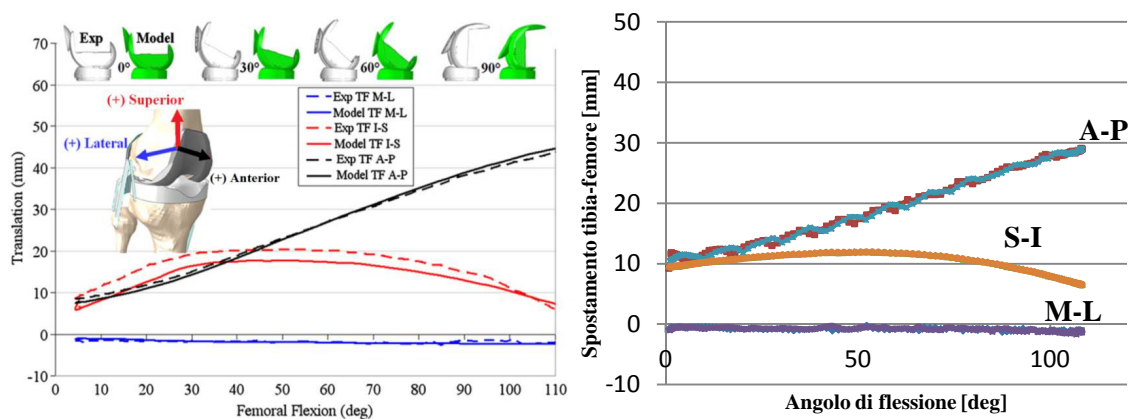 70
60
50
40
30
20
10
0
-10
Translation (mm)
Exp Model
0° 30° 60° 90°
(+) Superior
(+) Lateral
(+) Anterior
Exp TF M-L
Model TF M-L
Exp TF I-S
Model TF I-S
Exp TF A-P
Model TF A-P
0 10 20 30 40 50 60 70 80 90 100 110
Femoral Flexion (deg)
Spostamento tibia-femore [mm]
50
40
30
20
10
0
-10
A-P
S-I
M-L
0 50 100
Angolo di flessione [deg]